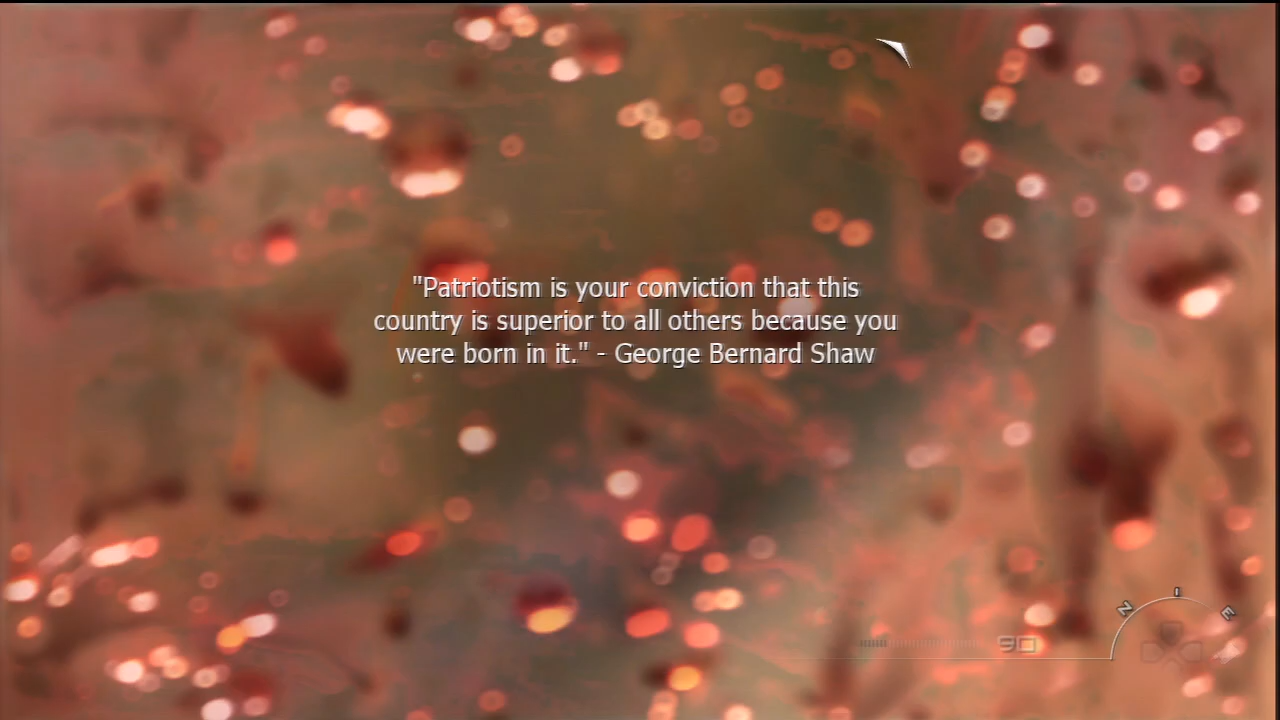 "Patriotism is your conviction that this
country is superior to all others because you
were born in it." - George Bernard Shaw
N
E
90